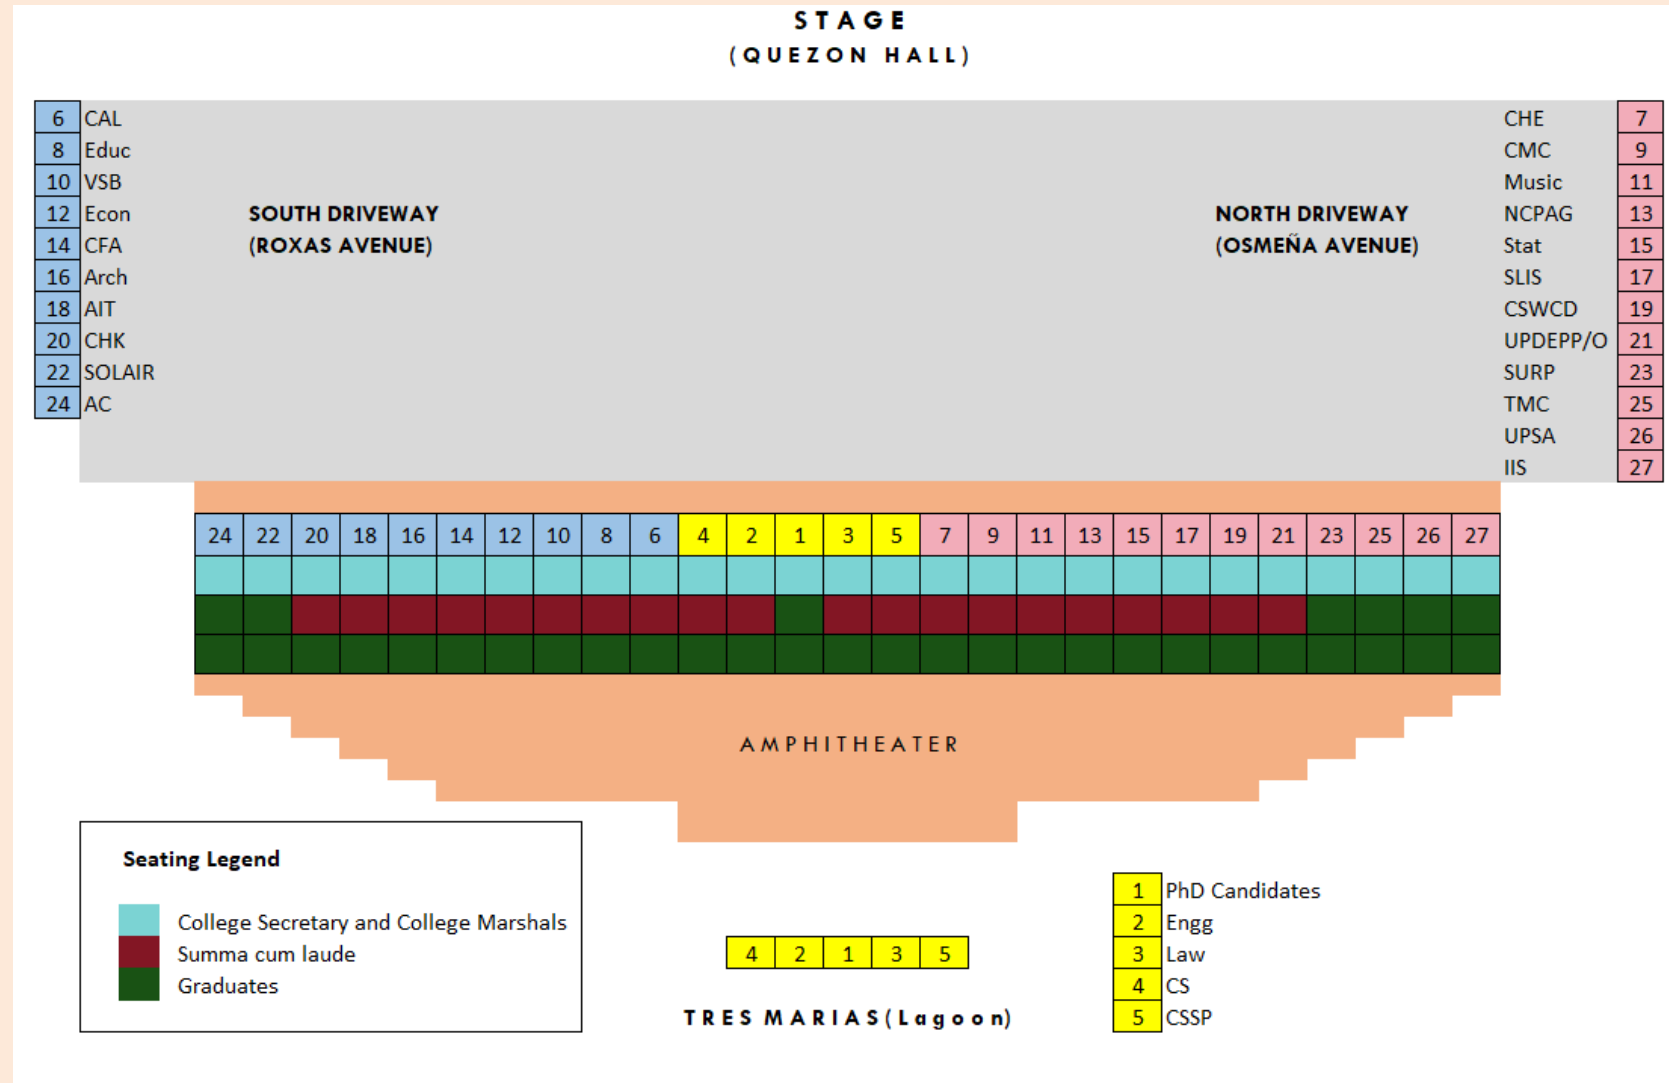 STAGE
(QUEZON HALL)
6 CAL
8 Educ
10 VSB
12 Econ
14 CFA
16 Arch
18 AIT
20 CHK
22 SOLAIR
24 AC
SOUTH DRIVEWAY
(ROXAS AVENUE)
NORTH DRIVEWAY
(OSMEÑA AVENUE)
CHE 7
CMC 9
Music 11
NCPAG 13
Stat 15
SLIS 17
CSWCD 19
UPDEPP/O 21
SURP 23
TMC 25
UPSA 26
IIS 27
24 22 20 18 16 14 12 10 8 6 4 2 1 3 5 7 9 11 13 15 17 19 21 23 25 26 27
AMPHITHEATER
Seating Legend
College Secretary and College Marshals
Summa cum laude
Graduates
4 2 1 3 5
TRES MARIAS(Lagoon)
1 PhD Candidates
2 Engg
3 Law
4 CS
5 CSSP